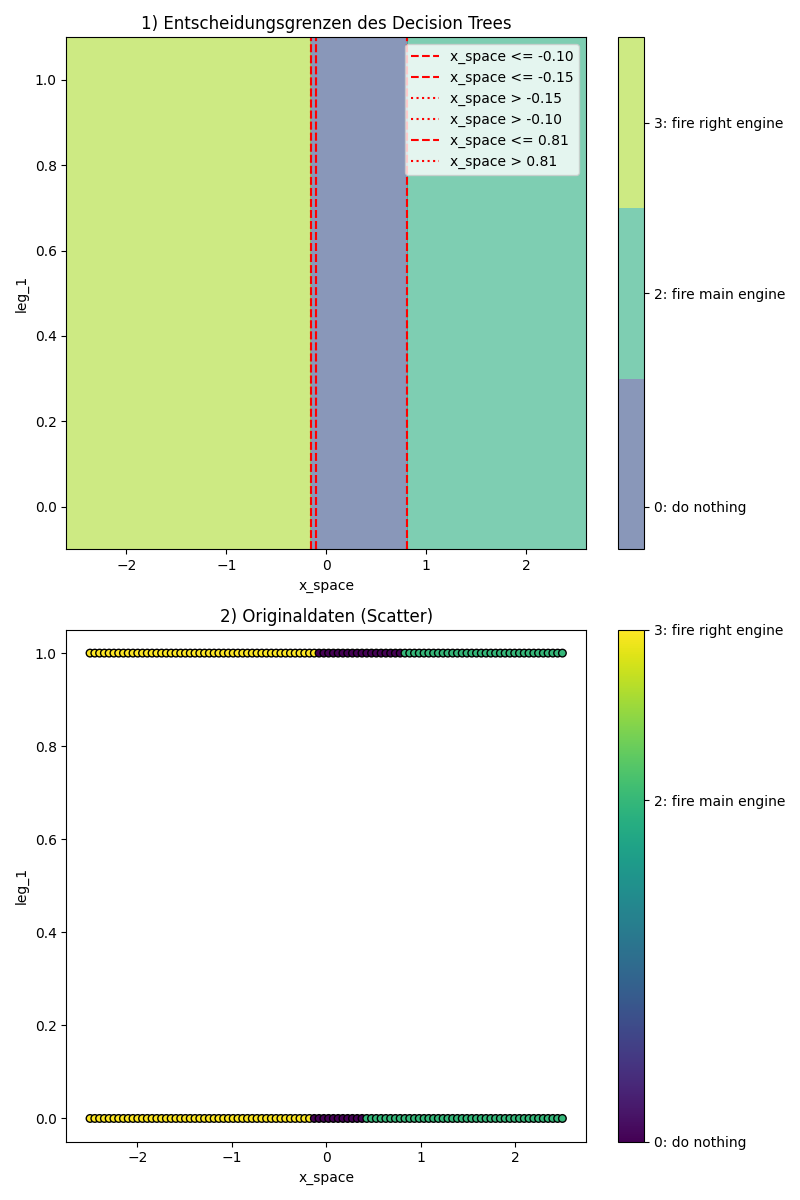 1) Entscheidungsgrenzen des Decision Trees
x_space <= -0.10
x_space <= -0.15
x_space > -0.15
x_space > -0.10
x_space <= 0.81
x_space > 0.81
1.0
0.8
0.6
0.4
0.2
0.0
leg_1
−2
−1
0
1
2
x_space
3: fire right engine
2: fire main engine
0: do nothing
2) Originaldaten (Scatter)
1.0
0.8
0.6
0.4
0.2
0.0
leg_1
−2
−1
0
1
2
x_space
3: fire right engine
2: fire main engine
0: do nothing